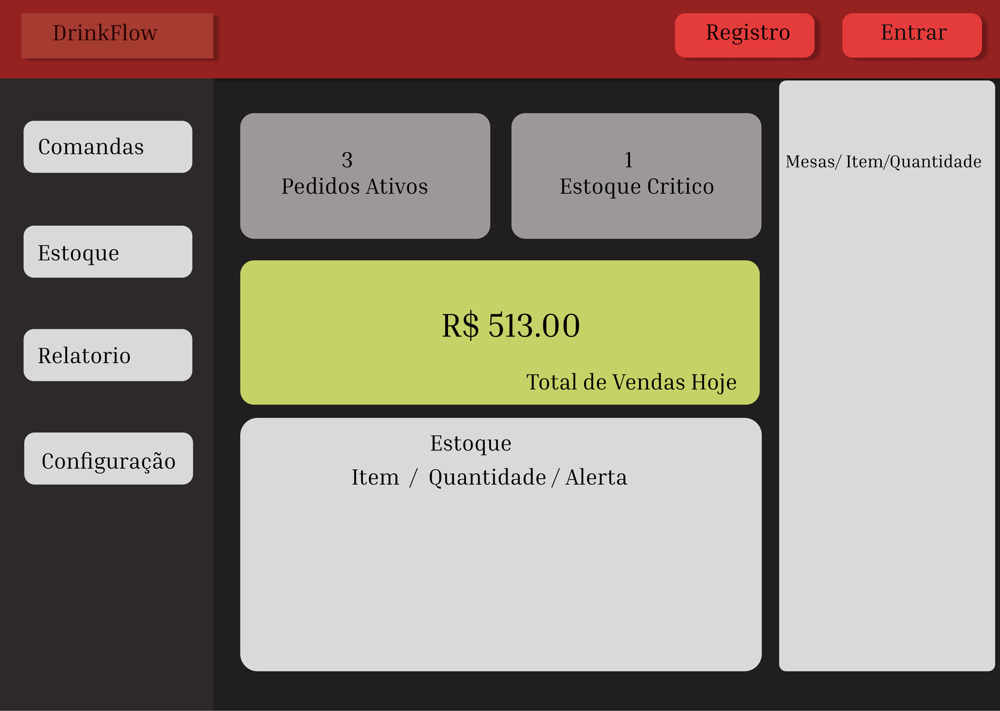 DrinkFlow
Registro
Entrar
Comandas
Estoque
Relatorio
Configuração
3
Pedidos Ativos
1
Estoque Critico
R$ 513.00
Total de Vendas Hoje
Estoque
Item / Quantidade / Alerta
Mesas/ Item/Quantidade